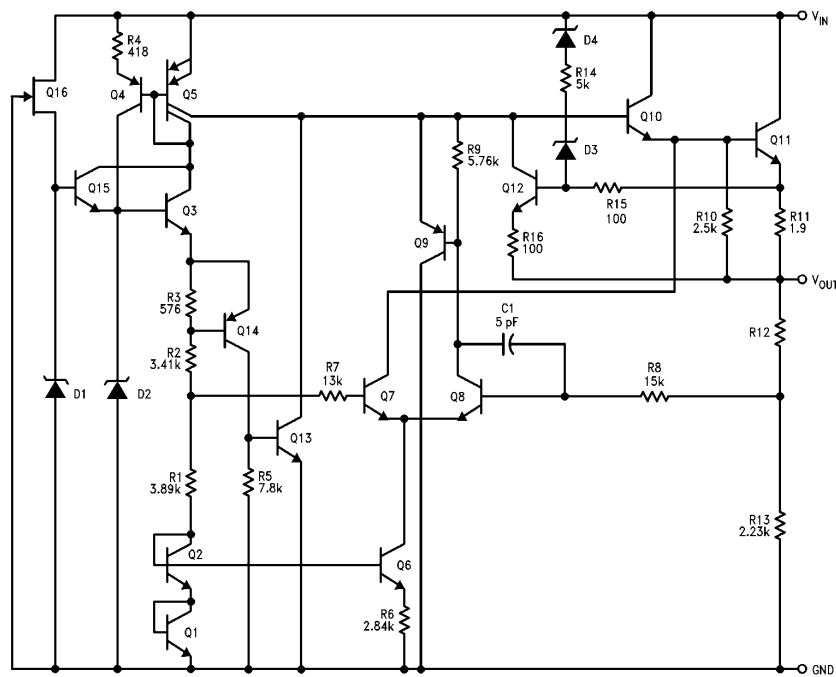 V_IN
R4
418
D4
Q16
Q4
Q5
R14
5k
Q10
Q11
R9
5.76k
D3
Q15
Q12
Q3
R15
100
R10
2.5k
R11
1.9
Q9
R16
100
V_OUT
R3
576
C1
5 pF
Q14
R12
R2
3.41k
R7
13k
R8
15k
D1
D2
Q7
Q8
Q13
R1
3.89k
R5
7.8k
R13
2.23k
Q2
Q6
R6
2.84k
Q1
GND